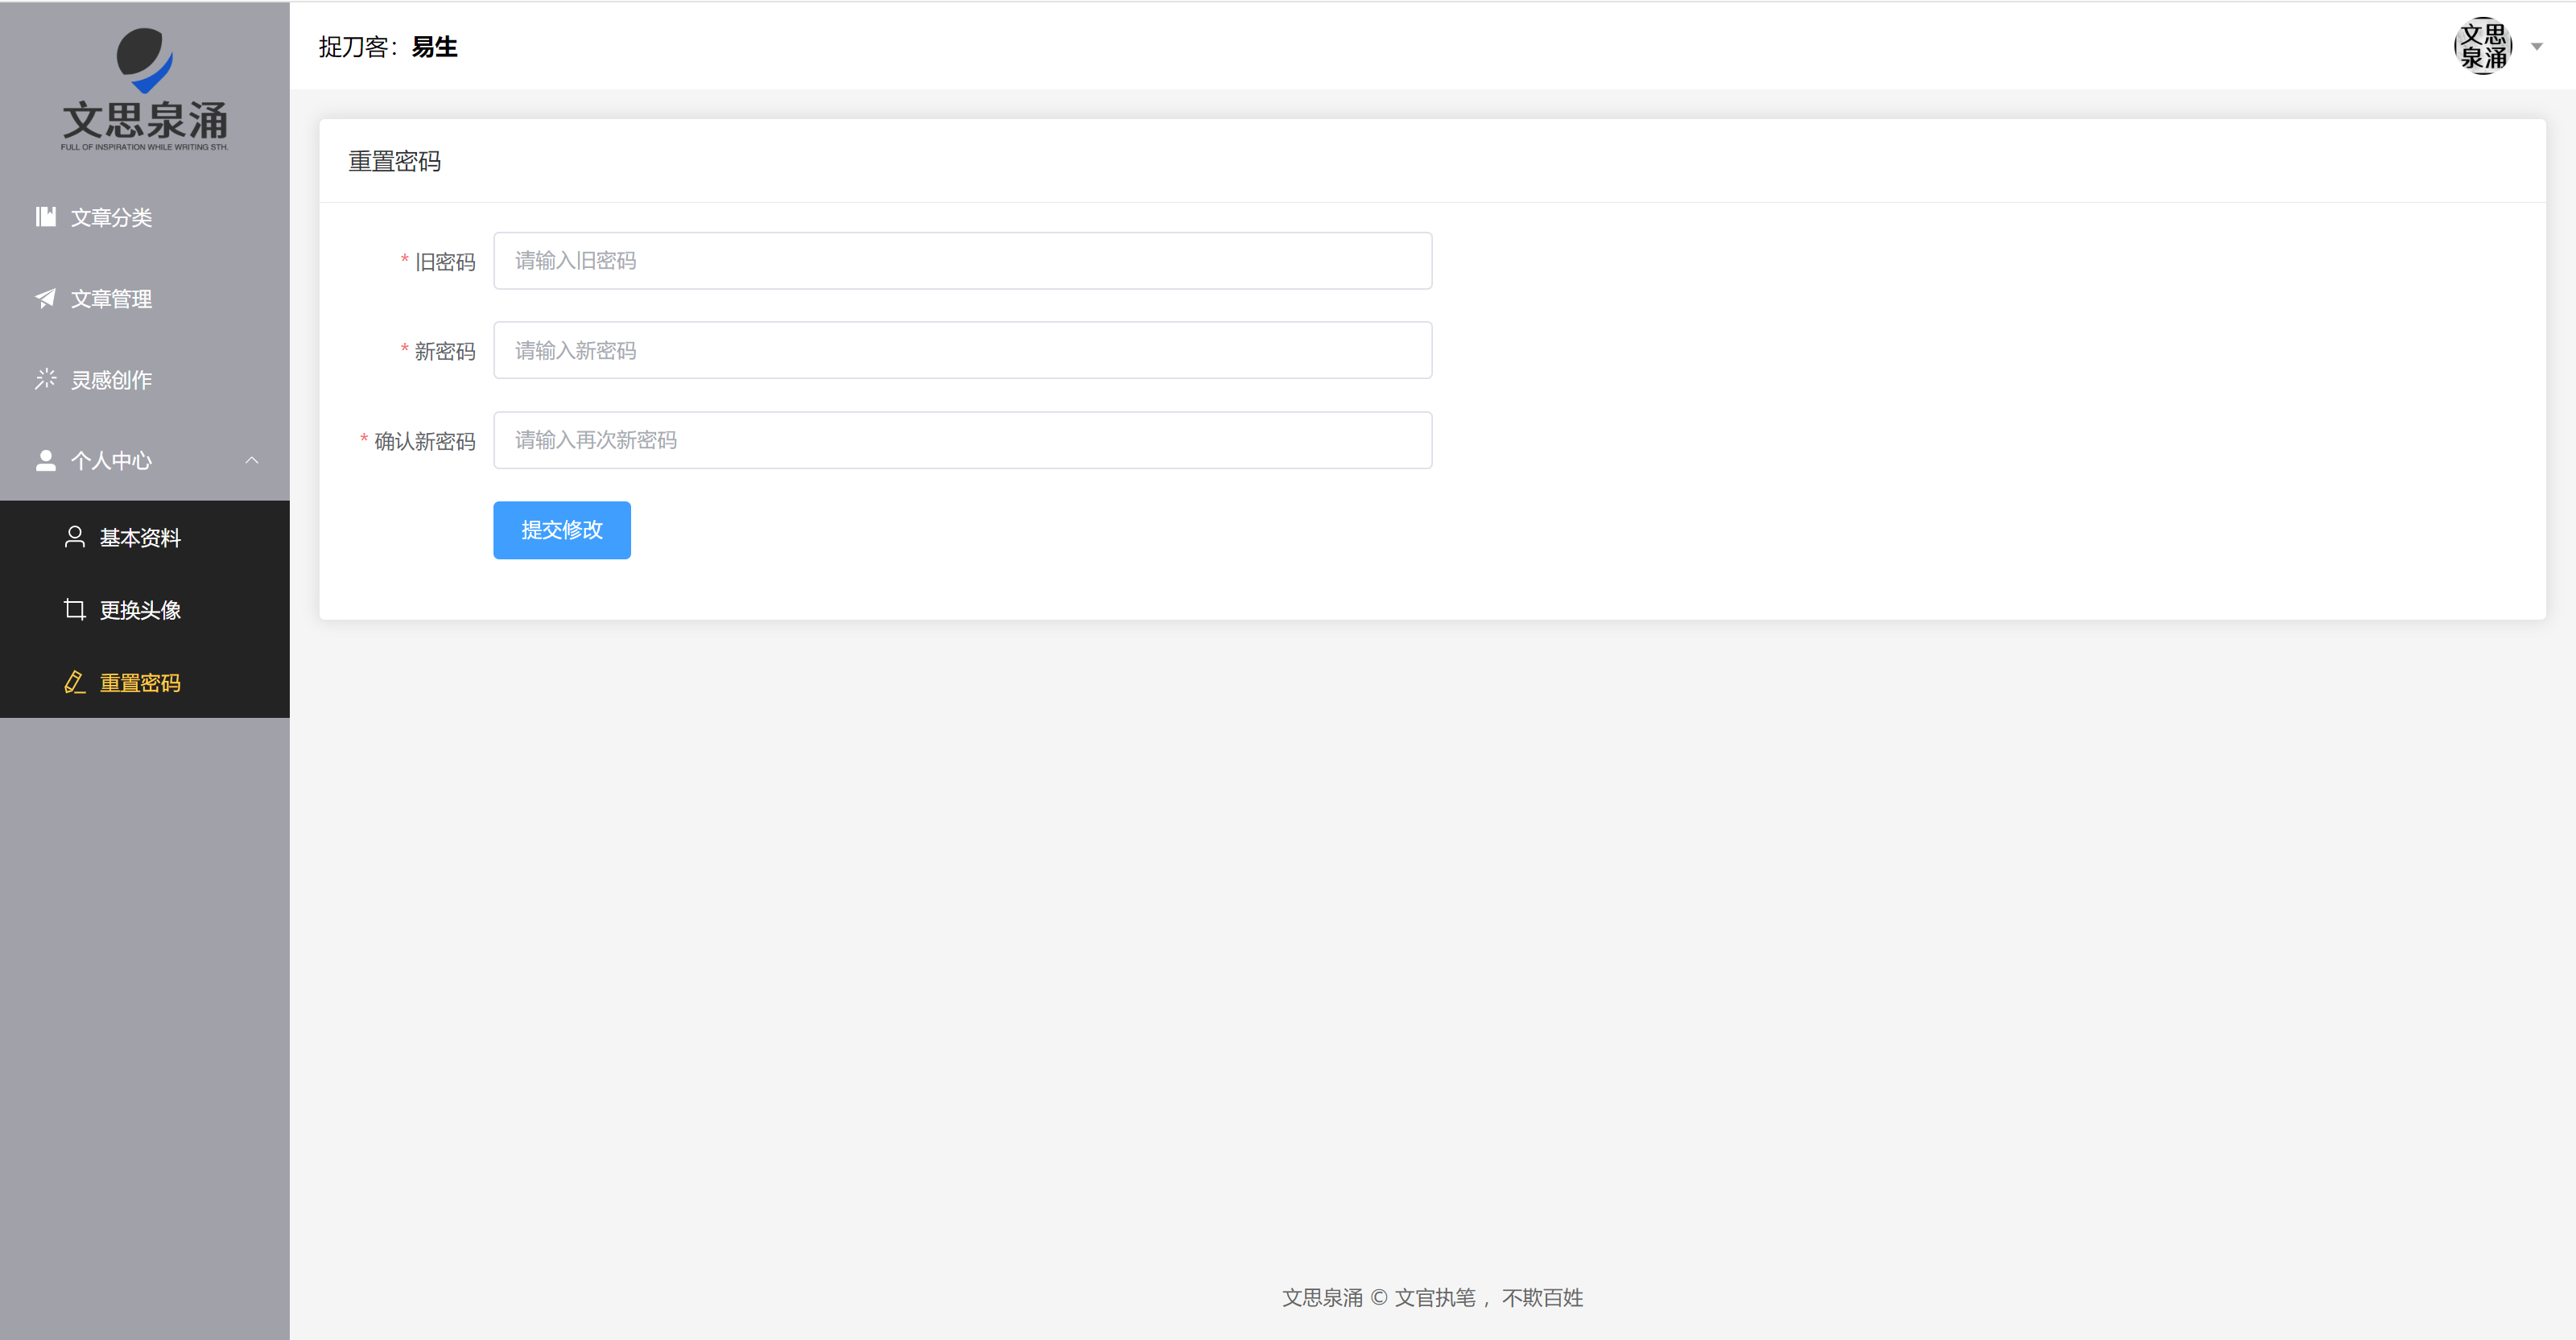 文思泉涌
FULL OF INSPIRATION WHILE WRITING STH.
文章分类
文章管理
灵感创作
个人中心
基本资料
更换头像
重置密码
捉刀客：易生
文思
泉涌
重置密码
* 旧密码 请输入旧密码
* 新密码 请输入新密码
* 确认新密码 请输入再次新密码
提交修改
文思泉涌 © 文官执笔，不欺百姓